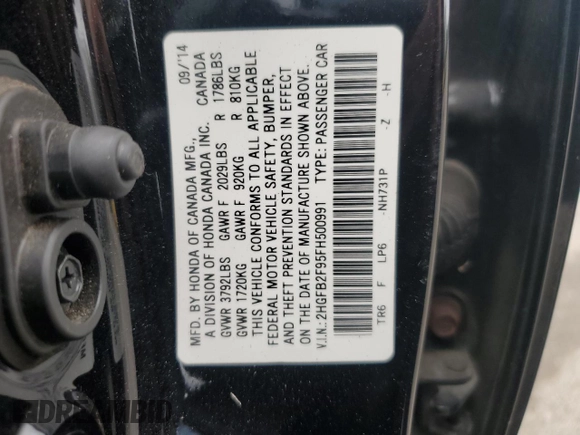 MFD. BY HONDA OF CANADA MFG., 09/'14
A DIVISION OF HONDA CANADA INC. CANADA
GVWR 3792LBS GAWR F 2029LBS R 1786LBS
GVWR 1720KG GAWR F 920KG R 810KG
THIS VEHICLE CONFORMS TO ALL APPLICABLE
FEDERAL MOTOR VEHICLE SAFETY, BUMPER,
AND THEFT PREVENTION STANDARDS IN EFFECT
ON THE DATE OF MANUFACTURE SHOWN ABOVE.
V.I.N.:2HGFB2F95FH500991 TYPE: PASSENGER CAR
TR6 F LP6 -NH731P -Z -H
DREAMBID